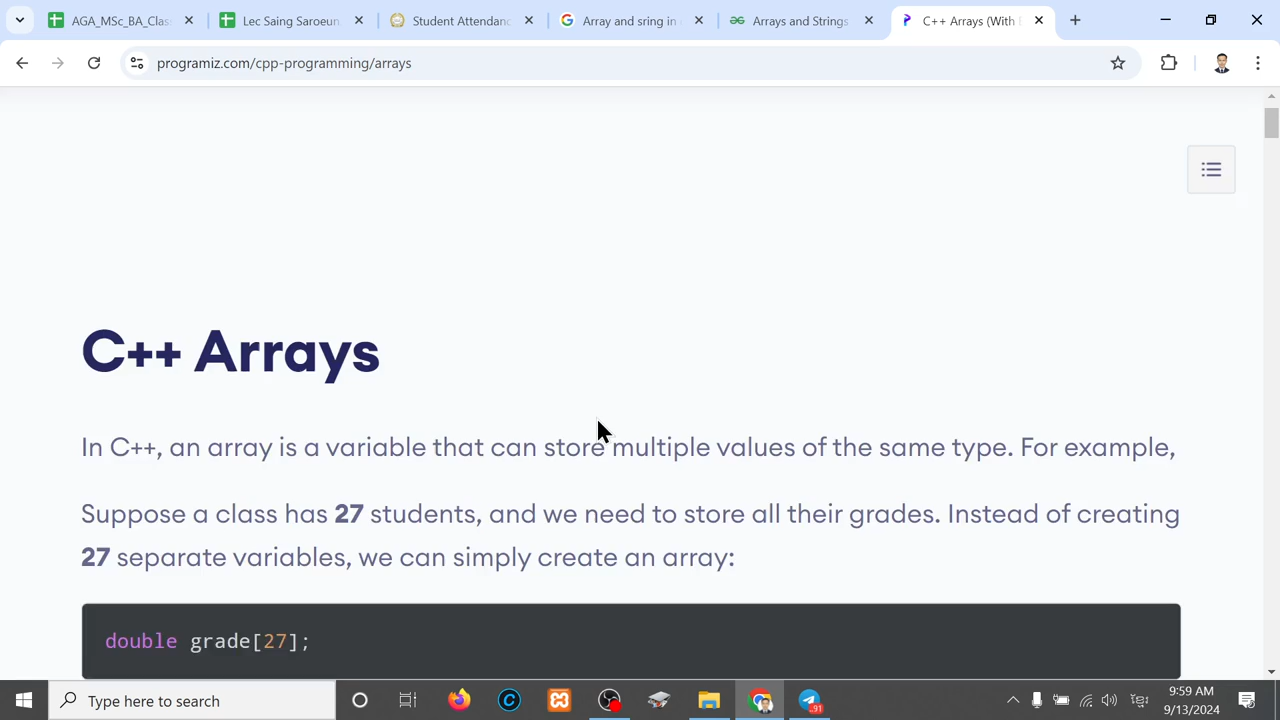 AGA_MSc_BA_Clas
Lec Saing Saroeun
Student Attendanc
Array and sring in
Arrays and Strings
C++ Arrays (With
programiz.com/cpp-programming/arrays
C++ Arrays
In C++, an array is a variable that can store multiple values of the same type. For example,
Suppose a class has 27 students, and we need to store all their grades. Instead of creating
27 separate variables, we can simply create an array:
double grade[27];
Type here to search
91
9:59 AM
9/13/2024